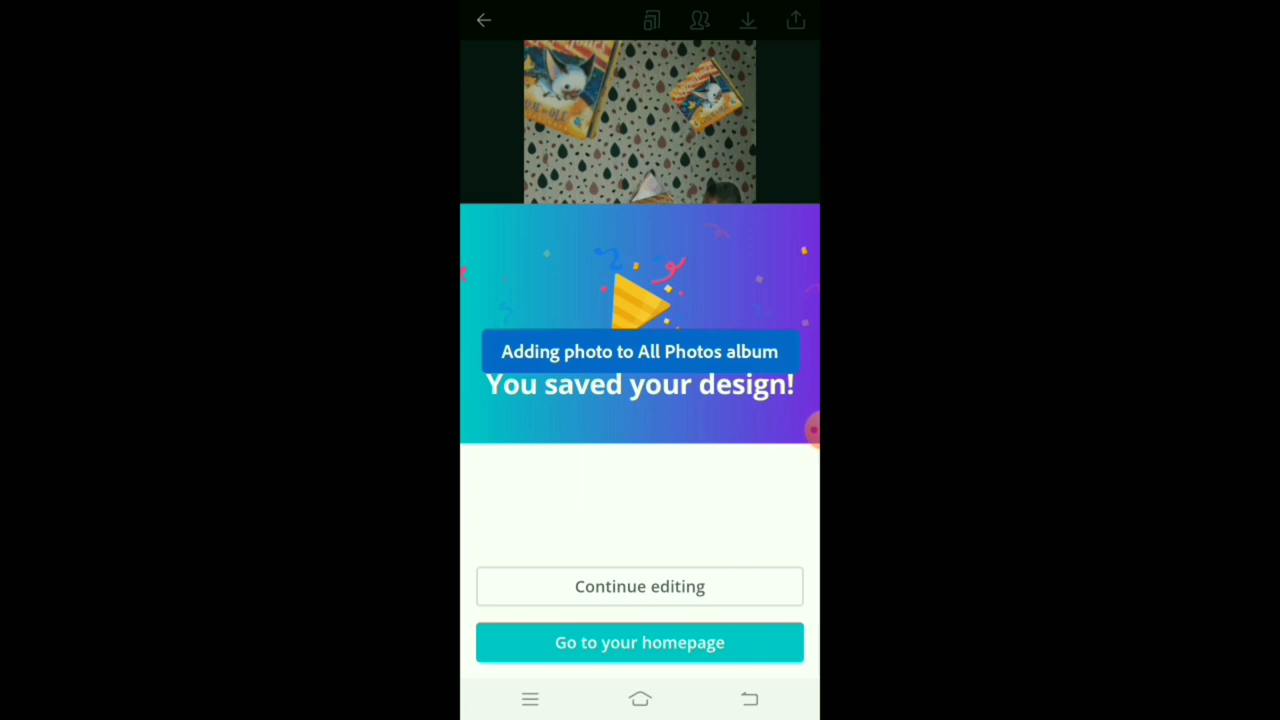 Adding photo to All Photos album
You saved your design!
Continue editing
Go to your homepage